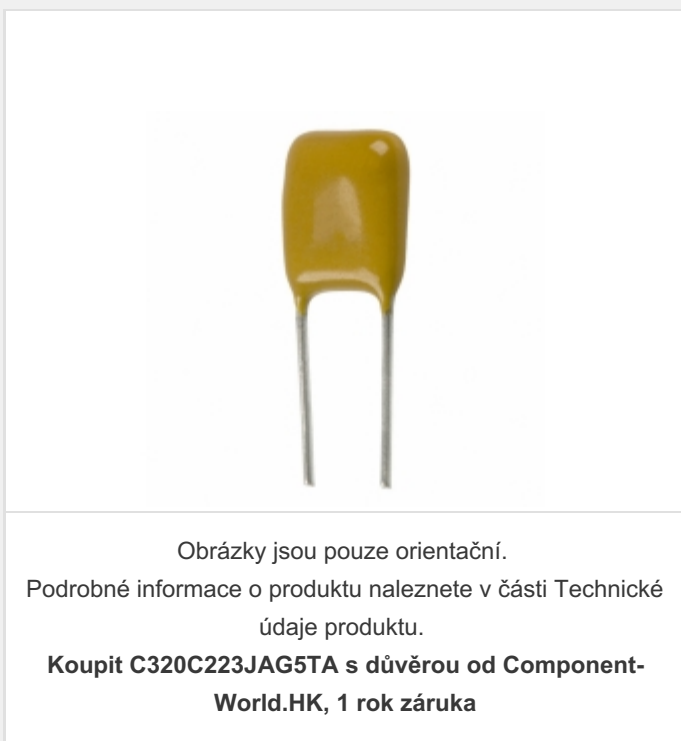 Obrázky jsou pouze orientační.
Podrobné informace o produktu naleznete v části Technické
údaje produktu.
Koupit C320C223JAG5TA s důvěrou od Component-
World.HK, 1 rok záruka